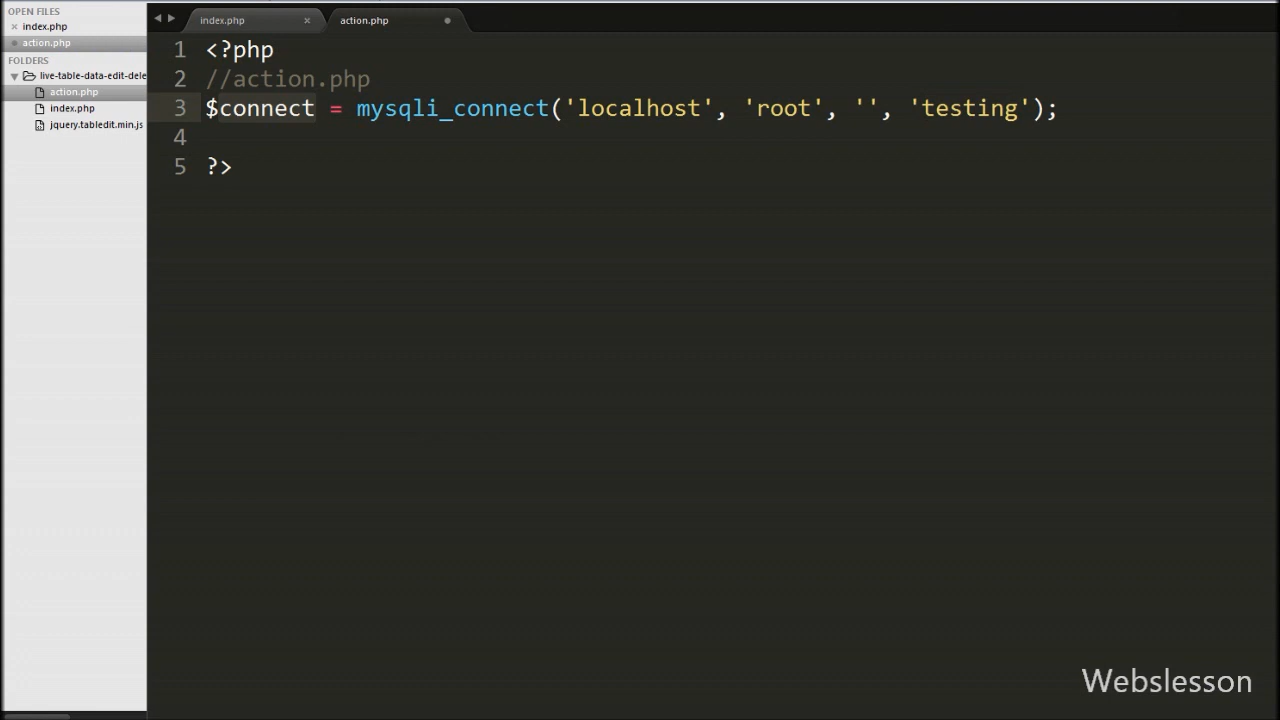 OPEN FILES
index.php
action.php
FOLDERS
live-table-data-edit-dele
action.php
index.php
jquery.tabledit.min.js
index.php
action.php
1 <?php
2 //action.php
3 $connect = mysqli_connect('localhost', 'root', '', 'testing');
4
5 ?>
Webslesson